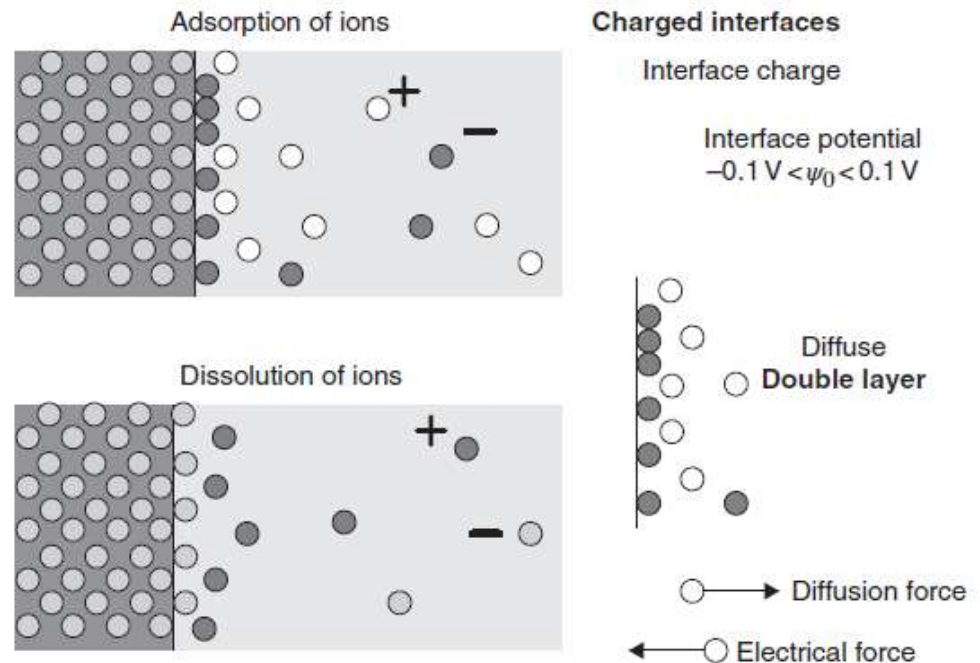 Adsorption of ions
+
−
Dissolution of ions
+
−
Charged interfaces
Interface charge
Interface potential
−0.1 V < ψ0 < 0.1 V
Diffuse
Double layer
Diffusion force
Electrical force